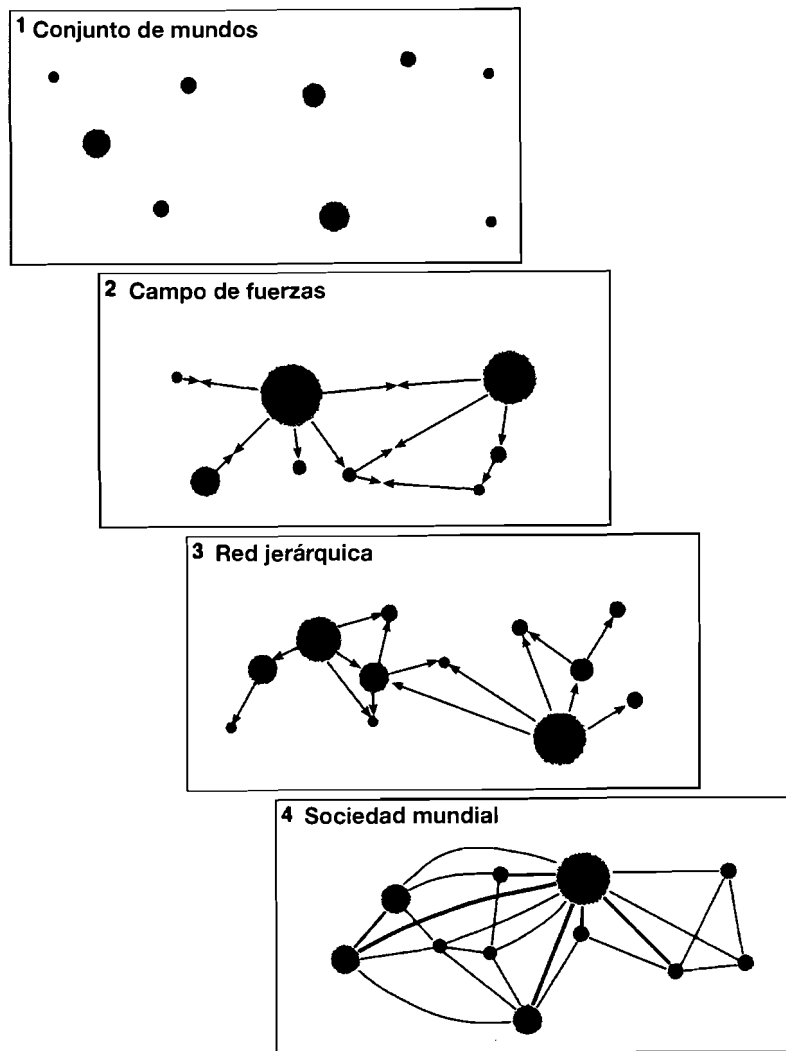 1 Conjunto de mundos
2 Campo de fuerzas
3 Red jerárquica
4 Sociedad mundial